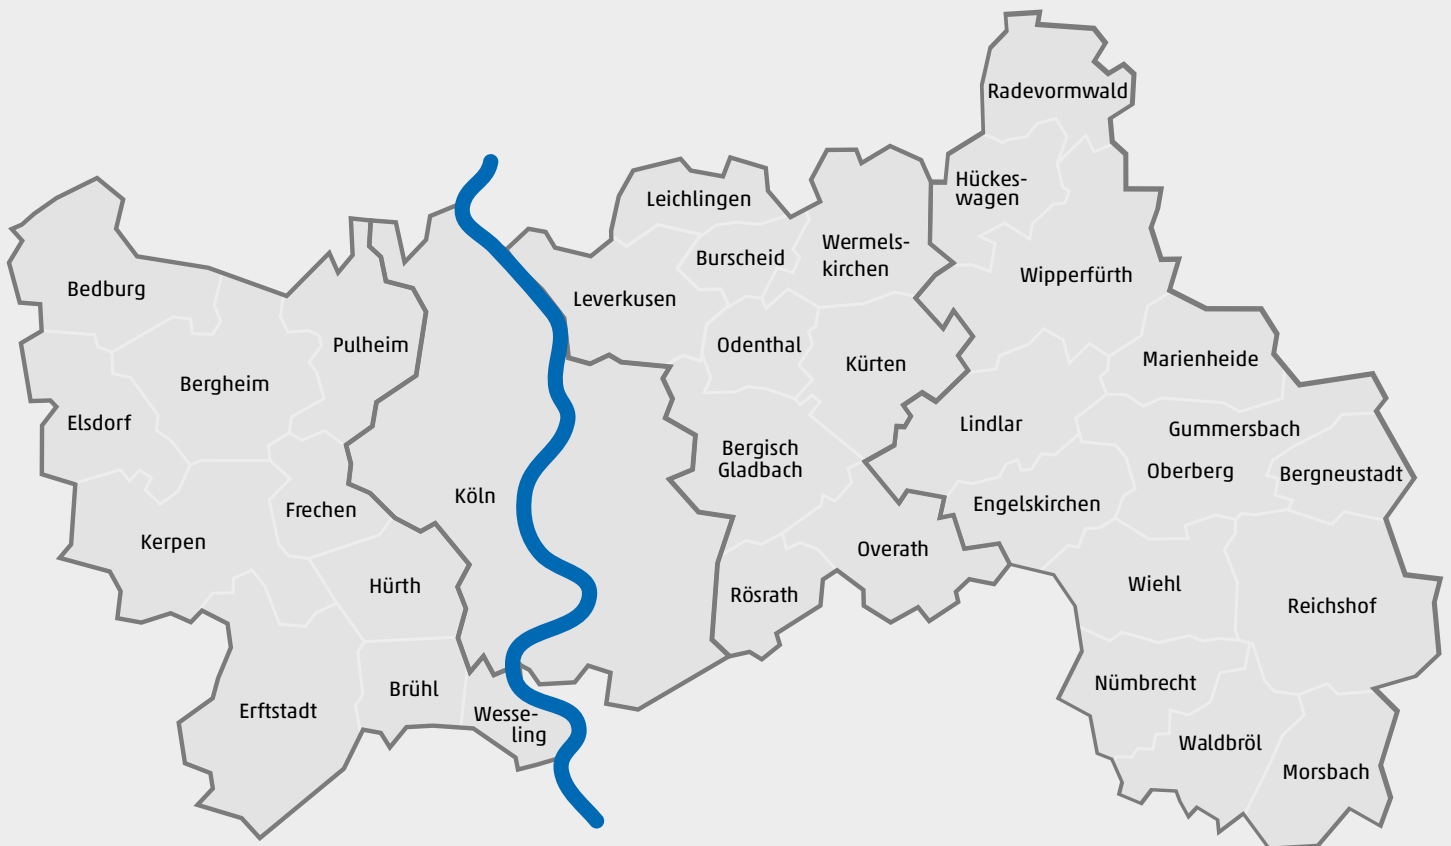 Radevormwald
Hückes-
wagen
Leichlingen
Wermels-
kirchen
Burscheid
Wipperfürth
Bedburg
Leverkusen
Pulheim
Odenthal
Kürten
Marienheide
Bergheim
Elsdorf
Lindlar
Gummersbach
Bergisch
Gladbach
Oberberg
Bergneustadt
Köln
Frechen
Engelskirchen
Kerpen
Overath
Hürth
Rösrath
Wiehl
Reichshof
Brühl
Nümbrecht
Erftstadt
Wesse-
ling
Waldbröl
Morsbach